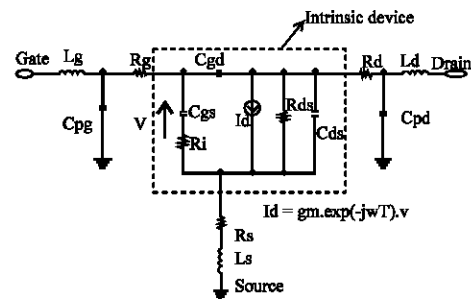 Intrinsic device
Gate
Lg
Rg
Cgd
Rd
Ld
Drain
Cpg
V
Cgs
Ri
Id
Rds
Cds
Cpd
Id = gm.exp(-jwT).v
Rs
Ls
Source